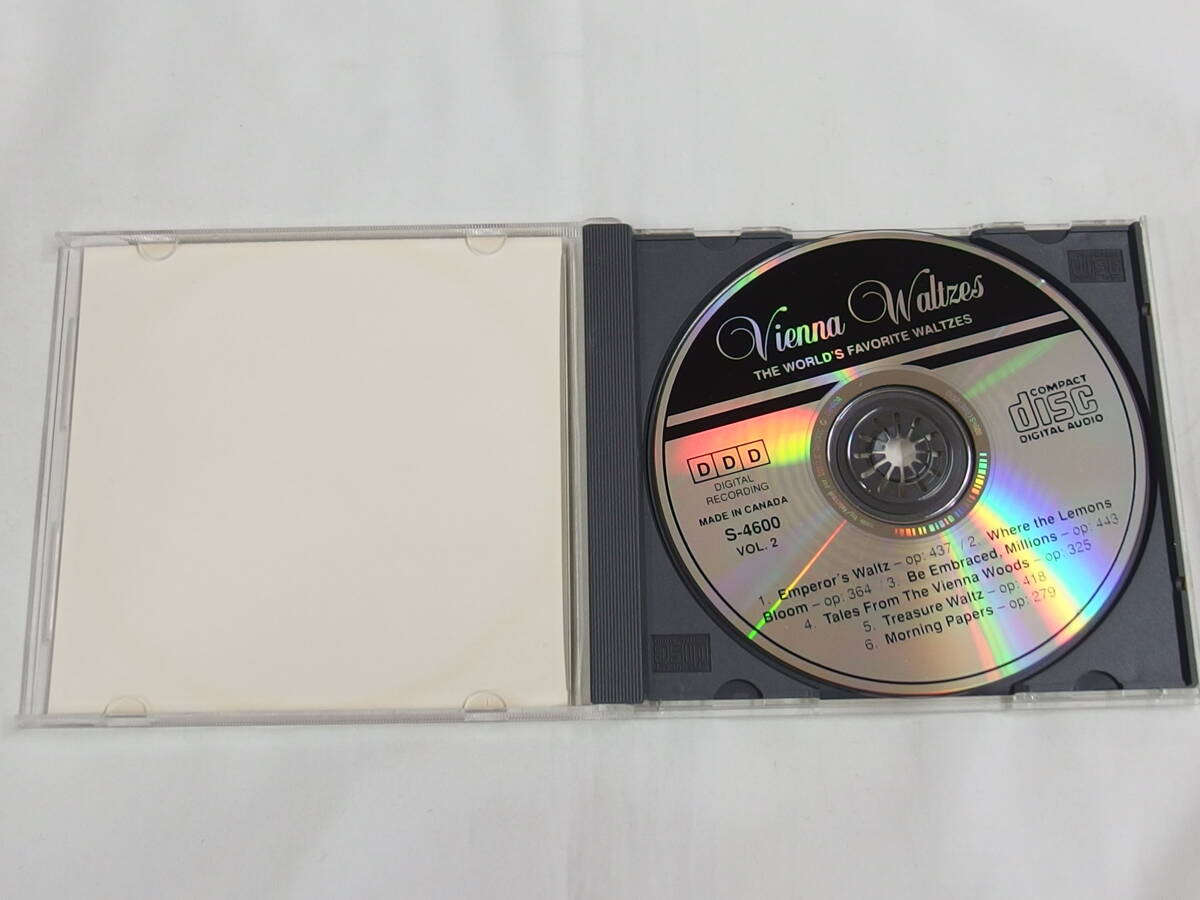 Vienna Waltzes
THE WORLD'S FAVORITE WALTZES
COMPACT
disc
DIGITAL AUDIO
DDD
DIGITAL
RECORDING
MADE IN CANADA
S-4600
VOL. 2
1. Emperor's Waltz – op: 437 / 2. Where the Lemons
Bloom – op: 364 / 3. Be Embraced, Millions – op: 443
4. Tales From The Vienna Woods – op: 325
5. Treasure Waltz – op: 418
6. Morning Papers – op: 279